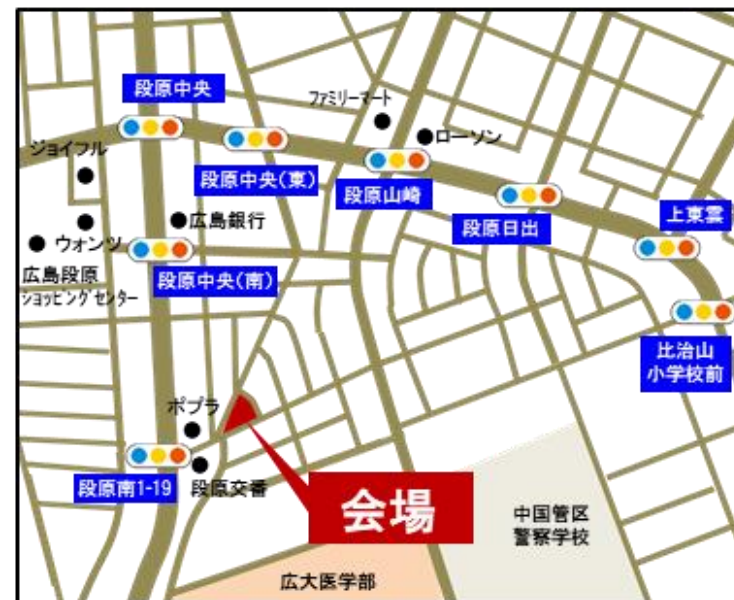 段原中央
ファミリーマート
ローソン
ジョイフル
段原中央(東)
段原山崎
段原日出
上東雲
広島銀行
ウォンツ
広島段原
ショッピングセンター
段原中央(南)
比治山
小学校前
ポプラ
段原南1-19
段原交番
会場
中国管区
警察学校
広大医学部